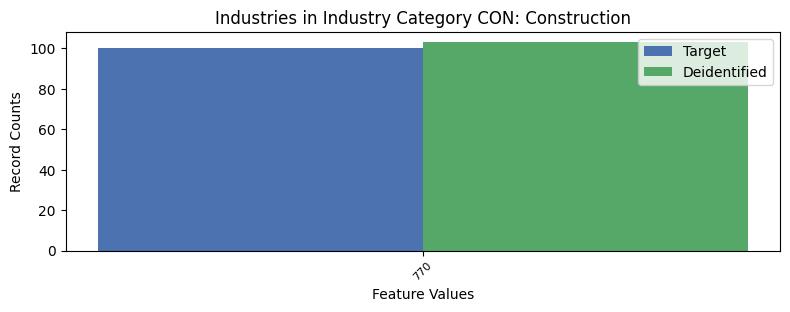 Industries in Industry Category CON: Construction
Record Counts
100
80
60
40
20
0
Target
Deidentified
770
Feature Values